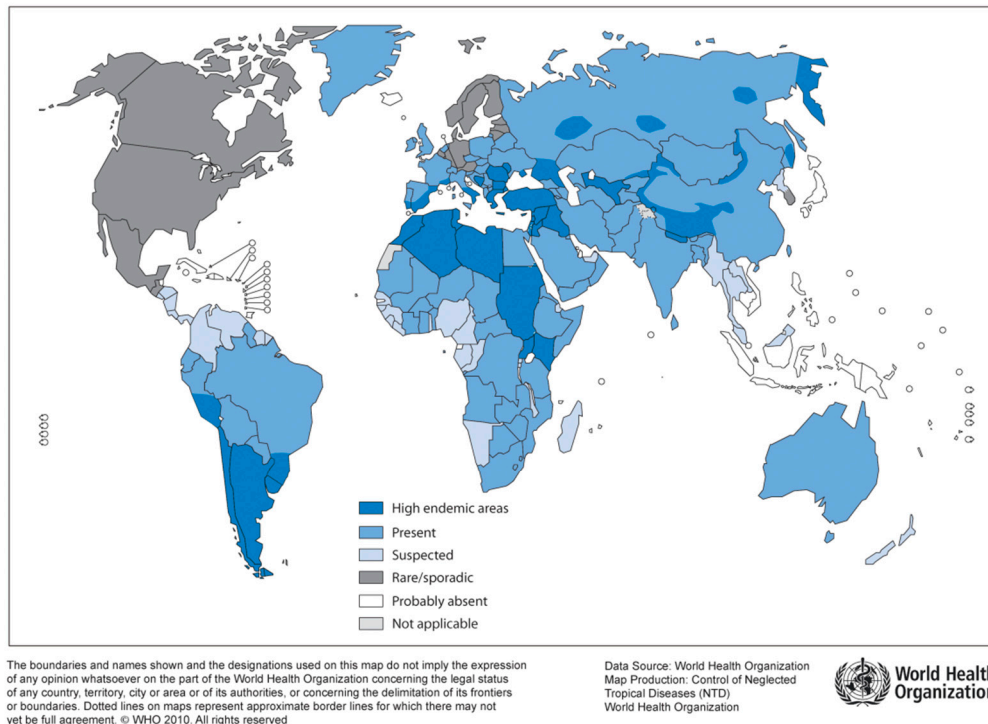 High endemic areas
Present
Suspected
Rare/sporadic
Probably absent
Not applicable
The boundaries and names shown and the designations used on this map do not imply the expression
of any opinion whatsoever on the part of the World Health Organization concerning the legal status
of any country, territory, city or area or of its authorities, or concerning the delimitation of its frontiers
or boundaries. Dotted lines on maps represent approximate border lines for which there may not
yet be full agreement. © WHO 2010. All rights reserved
Data Source: World Health Organization
Map Production: Control of Neglected
Tropical Diseases (NTD)
World Health Organization
World Health
Organization